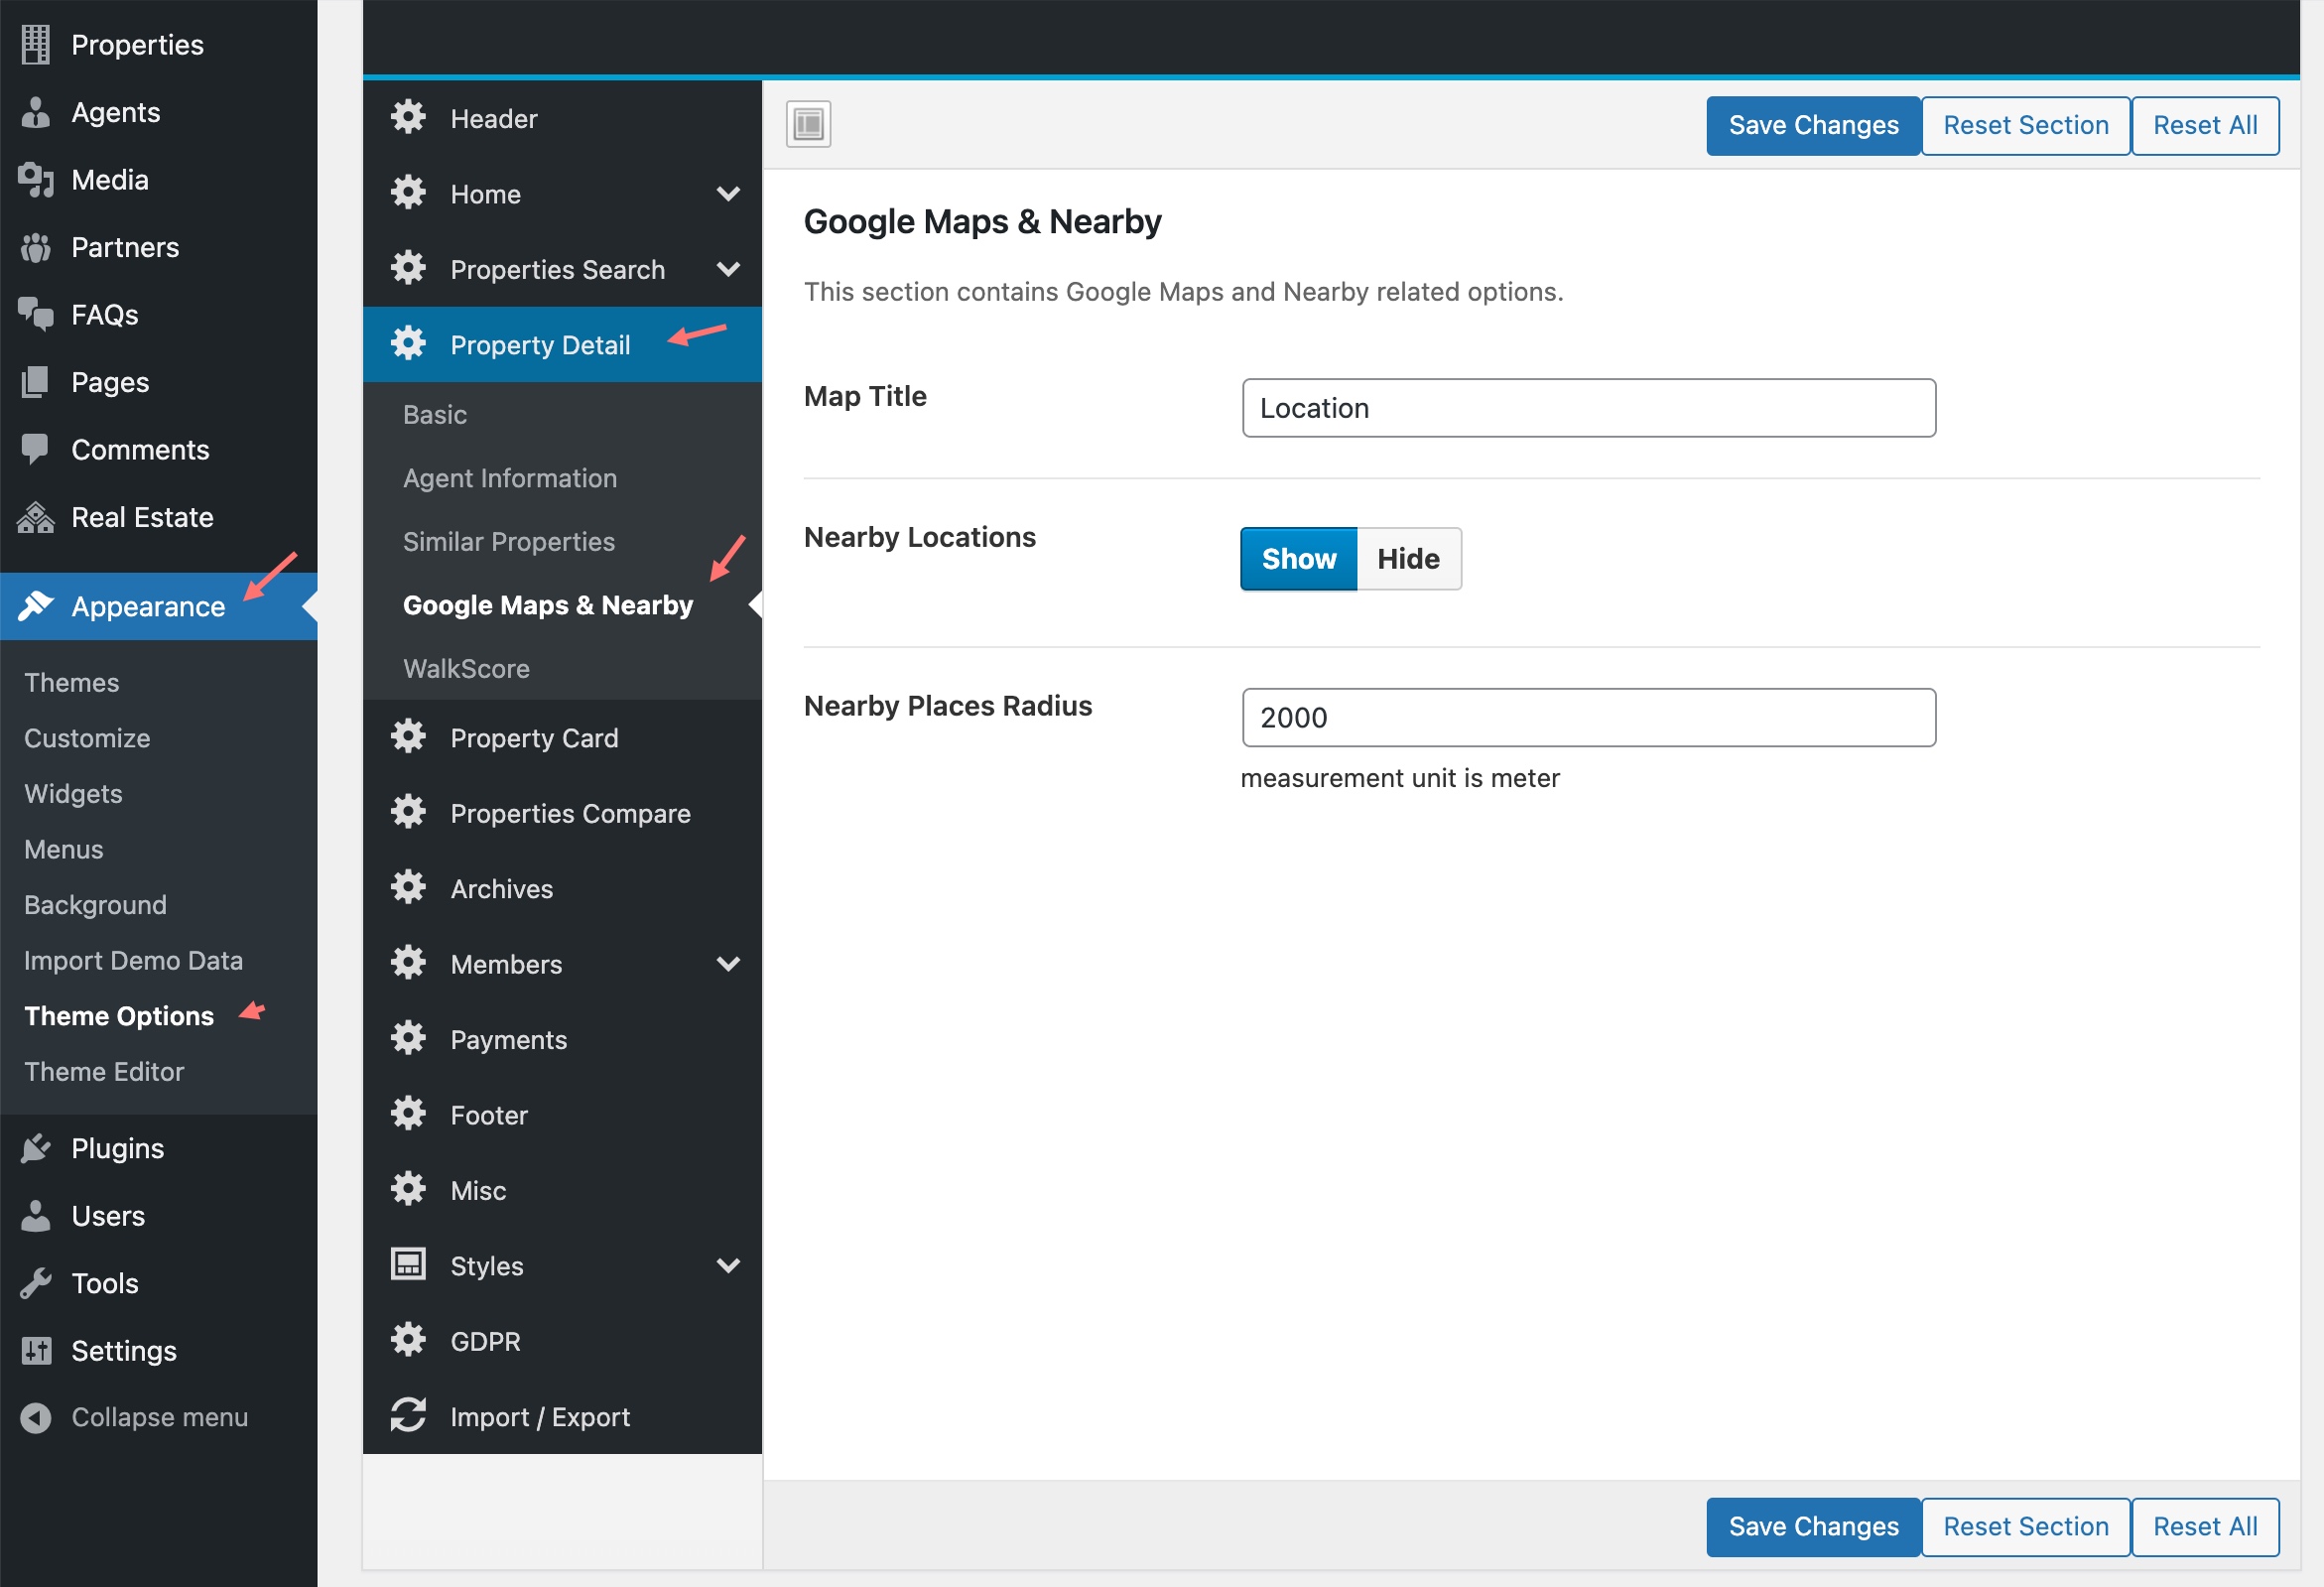 Properties
Agents
Media
Partners
FAQs
Pages
Comments
Real Estate
Appearance
Themes
Customize
Widgets
Menus
Background
Import Demo Data
Theme Options
Theme Editor
Plugins
Users
Tools
Settings
Collapse menu
Header
Home
Properties Search
Property Detail
Basic
Agent Information
Similar Properties
Google Maps & Nearby
WalkScore
Property Card
Properties Compare
Archives
Members
Payments
Footer
Misc
Styles
GDPR
Import / Export
Save Changes Reset Section Reset All
Google Maps & Nearby
This section contains Google Maps and Nearby related options.
Map Title Location
Nearby Locations Show Hide
Nearby Places Radius 2000
measurement unit is meter
Save Changes Reset Section Reset All